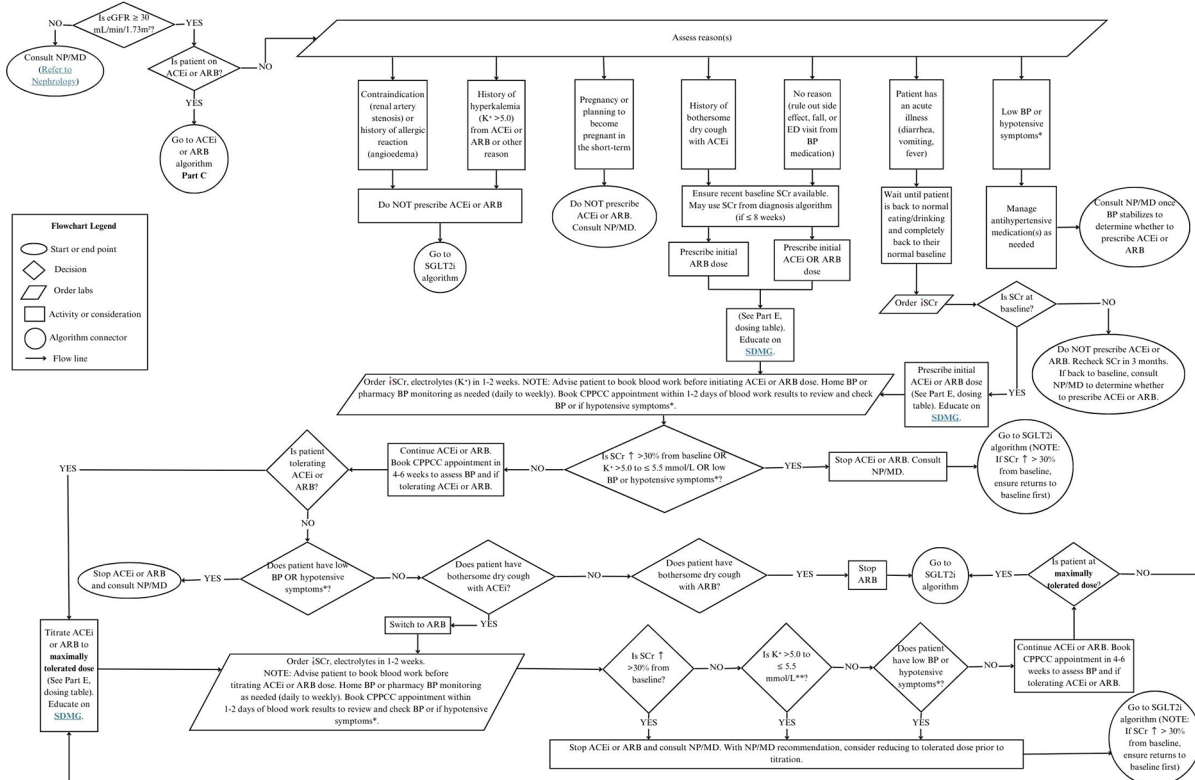 Is eGFR ≥ 30
mL/min/1.73m²?
NO
YES
Consult NP/MD
(Refer to
Nephrology)
Is patient on
ACEi or ARB?
NO
YES
Go to ACEi
or ARB
algorithm
Part C
Assess reason(s)
Contraindication
(renal artery
stenosis) or
history of allergic
reaction
(angioedema)
History of
hyperkalemia
(K⁺ >5.0)
from ACEi or
ARB or other
reason
Pregnancy or
planning to
become
pregnant in
the short-term
History of
bothersome
dry cough
with ACEi
No reason
(rule out side
effect, fall, or
ED visit from
BP
medication)
Patient has
an acute
illness
(diarrhea,
vomiting,
fever)
Low BP or
hypotensive
symptoms*
Do NOT prescribe ACEi or ARB
Go to
SGLT2i
algorithm
Do NOT
prescribe ACEi
or ARB.
Consult NP/MD.
Ensure recent baseline SCr available.
May use SCr from diagnosis algorithm
(if ≤ 8 weeks)
Prescribe initial
ARB dose
Prescribe initial
ACEi OR ARB
dose
Wait until patient
is back to normal
eating/drinking
and completely
back to their
normal baseline
Manage
antihypertensive
medication(s) as
needed
Consult NP/MD once
BP stabilizes to
determine whether to
prescribe ACEi or
ARB
Flowchart Legend
Start or end point
Decision
Order labs
Activity or consideration
Algorithm connector
Flow line
(See Part E,
dosing table).
Educate on
SDMG.
Order iSCr
Is SCr at
baseline?
NO
YES
Do NOT prescribe ACEi or
ARB. Recheck SCr in 3 months.
If back to baseline, consult
NP/MD to determine whether
to prescribe ACEi or ARB.
Prescribe initial
ACEi or ARB dose
(See Part E, dosing
table). Educate on
SDMG.
Order iSCr, electrolytes (K⁺) in 1-2 weeks. NOTE: Advise patient to book blood work before initiating ACEi or ARB dose. Home BP or
pharmacy BP monitoring as needed (daily to weekly). Book CPPCC appointment within 1-2 days of blood work results to review and check
BP or if hypotensive symptoms*.
Is SCr ↑ >30% from baseline OR
K⁺ >5.0 to ≤ 5.5 mmol/L OR low
BP or hypotensive symptoms*?
YES
Stop ACEi or ARB. Consult
NP/MD.
Go to SGLT2i
algorithm (NOTE:
If SCr ↑ > 30%
from baseline,
ensure returns to
baseline first)
NO
Continue ACEi or ARB.
Book CPPCC
appointment in
4-6 weeks to assess BP and if
tolerating ACEi or ARB.
Is patient
tolerating
ACEi or
ARB?
YES
NO
Does patient have low
BP OR hypotensive
symptoms*?
YES
Stop ACEi or ARB
and consult NP/MD
NO
Does patient have
bothersome dry cough
with ACEi?
YES
Switch to ARB
NO
Does patient have
bothersome dry cough
with ARB?
YES
Stop
ARB
Go to
SGLT2i
algorithm
YES
Is patient at
maximally
tolerated dose?
NO
Titrate ACEi
or ARB to
maximally
tolerated dose
(See Part E,
dosing table).
Educate on
SDMG.
Order iSCr, electrolytes in 1-2 weeks.
NOTE: Advise patient to book blood work before
titrating ACEi or ARB dose. Home BP or pharmacy BP monitoring
as needed (daily to weekly). Book CPPCC appointment within
1-2 days of blood work results to review and check BP or if hypotensive
symptoms*.
Is SCr ↑
>30% from
baseline?
NO
Is K⁺ >5.0 to
≤ 5.5
mmol/L**?
NO
Does patient
have low BP or
hypotensive
symptoms*?
NO
Continue ACEi or ARB. Book
CPPCC appointment in 4-6
weeks to assess BP and if
tolerating ACEi or ARB.
YES
YES
YES
Stop ACEi or ARB and consult NP/MD. With NP/MD recommendation, consider reducing to tolerated dose prior to
titration.
Go to SGLT2i
algorithm (NOTE:
If SCr ↑ > 30%
from baseline,
ensure returns to
baseline first)